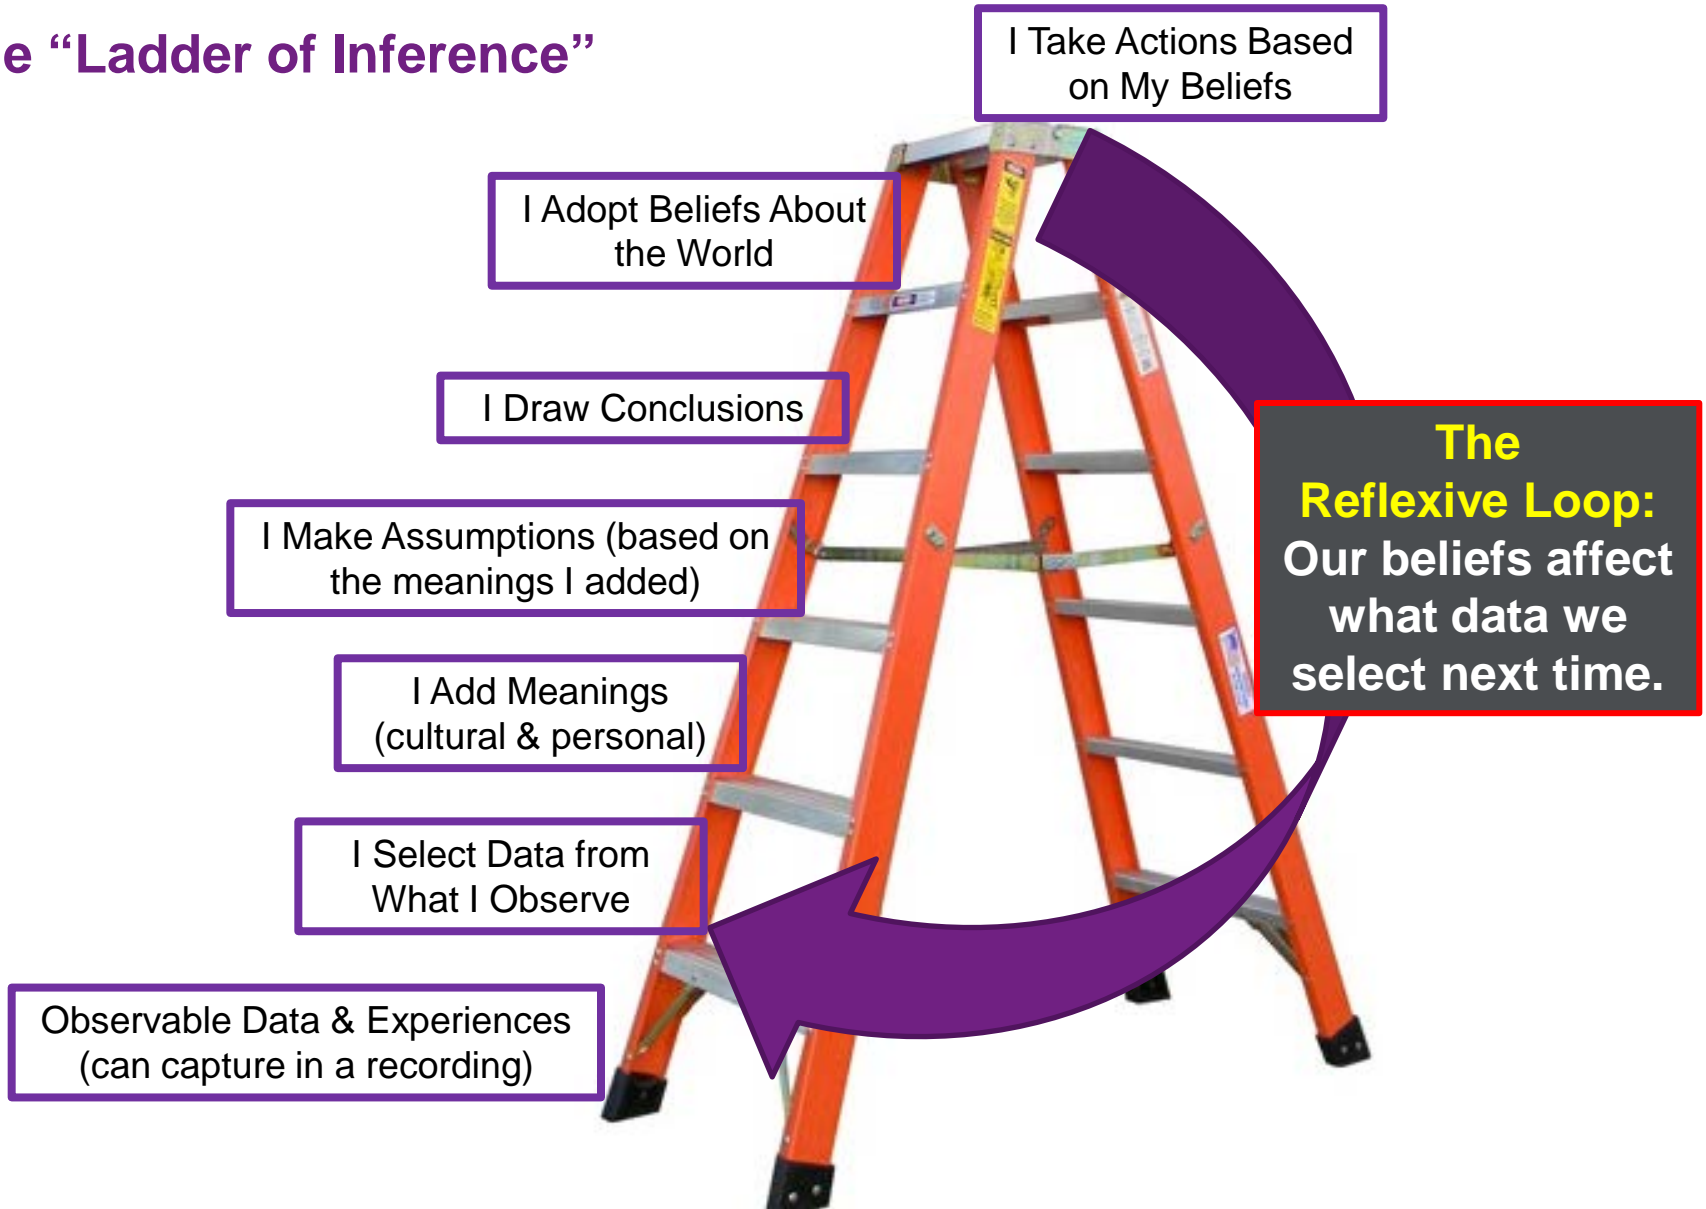 e “Ladder of Inference”
I Take Actions Based
on My Beliefs
I Adopt Beliefs About
the World
I Draw Conclusions
I Make Assumptions (based on
the meanings I added)
I Add Meanings
(cultural & personal)
I Select Data from
What I Observe
Observable Data & Experiences
(can capture in a recording)
The
Reflexive Loop:
Our beliefs affect
what data we
select next time.